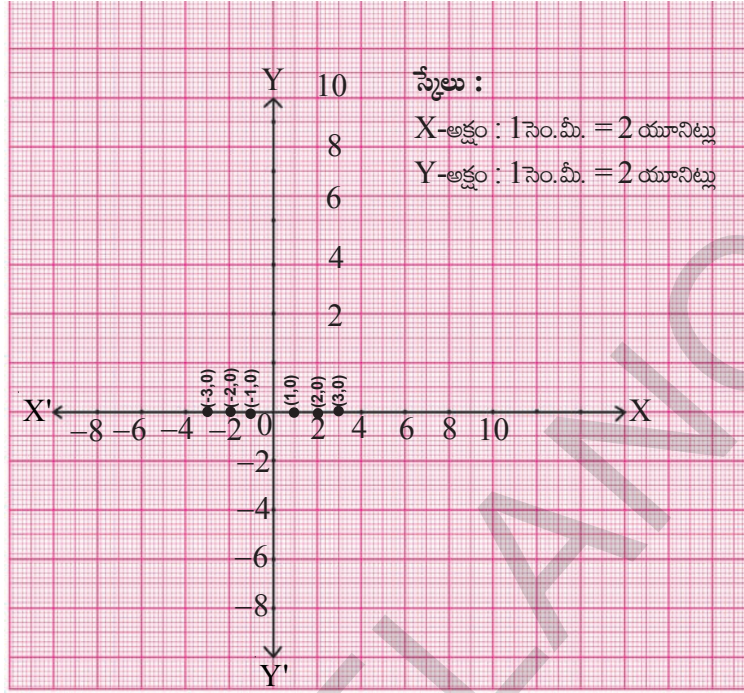 Y 10 స్కేలు :
8 X-అక్షం : 1సెం.మీ. = 2 యూనిట్లు
6 Y-అక్షం : 1సెం.మీ. = 2 యూనిట్లు
4
2
(-3,0) (-2,0) (-1,0) (1,0) (2,0) (3,0)
X' X
–8 –6 –4 –2 0 2 4 6 8 10
–2
–4
–6
–8
Y'